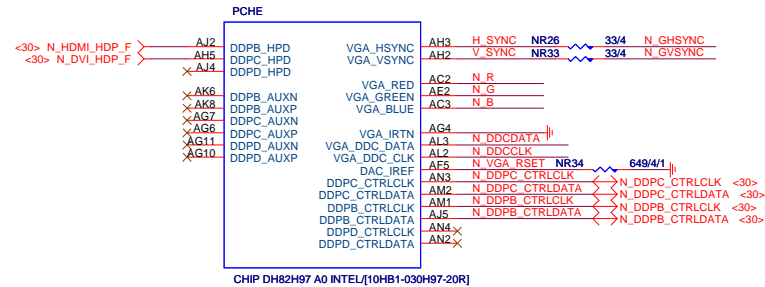 PCHE
<30> N_HDMI_HDP_F AJ2 DDPB_HPD VGA_HSYNC AH3 H_SYNC NR26 33/4 N_GHSYNC
<30> N_DVI_HDP_F AH5 DDPC_HPD VGA_VSYNC AH2 V_SYNC NR33 33/4 N_GVSYNC
AJ4 DDPD_HPD
VGA_RED AC2 N_R
AK6 DDPB_AUXN VGA_GREEN AE2 N_G
AK8 DDPB_AUXP VGA_BLUE AC3 N_B
AG7 DDPC_AUXN
AG6 DDPC_AUXP VGA_IRTN AG4
AG11 DDPD_AUXN VGA_DDC_DATA AL3 N_DDCDATA
AG10 DDPD_AUXP VGA_DDC_CLK AL2 N_DDCCLK
DAC_IREF AF5 N_VGA_RSET NR34 649/4/1
DDPC_CTRLCLK AN3 N_DDPC_CTRLCLK N_DDPC_CTRLCLK <30>
DDPC_CTRLDATA AM2 N_DDPC_CTRLDATA N_DDPC_CTRLDATA <30>
DDPB_CTRLCLK AM1 N_DDPB_CTRLCLK N_DDPB_CTRLCLK <30>
DDPB_CTRLDATA AJ5 N_DDPB_CTRLDATA N_DDPB_CTRLDATA <30>
DDPD_CTRLCLK AN4
DDPD_CTRLDATA AN2
CHIP DH82H97 A0 INTEL/[10HB1-030H97-20R]